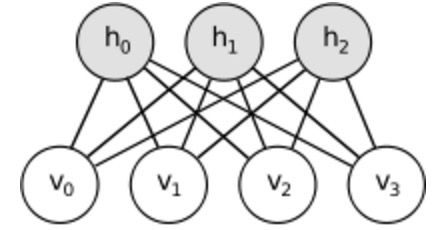 h₀ h₁ h₂
v₀ v₁ v₂ v₃